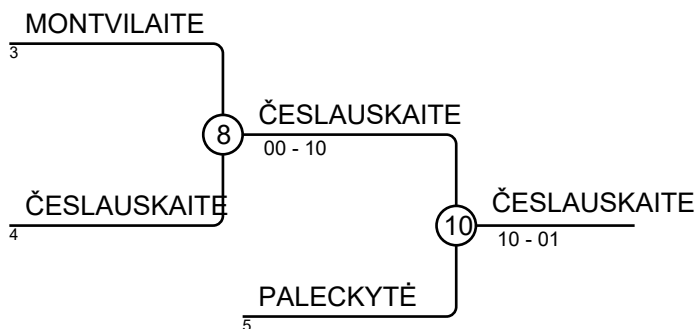 MONTVILAITE
3
8
ČESLAUSKAITE
00 - 10
ČESLAUSKAITE
4
10
ČESLAUSKAITE
10 - 01
PALECKYTĖ
5